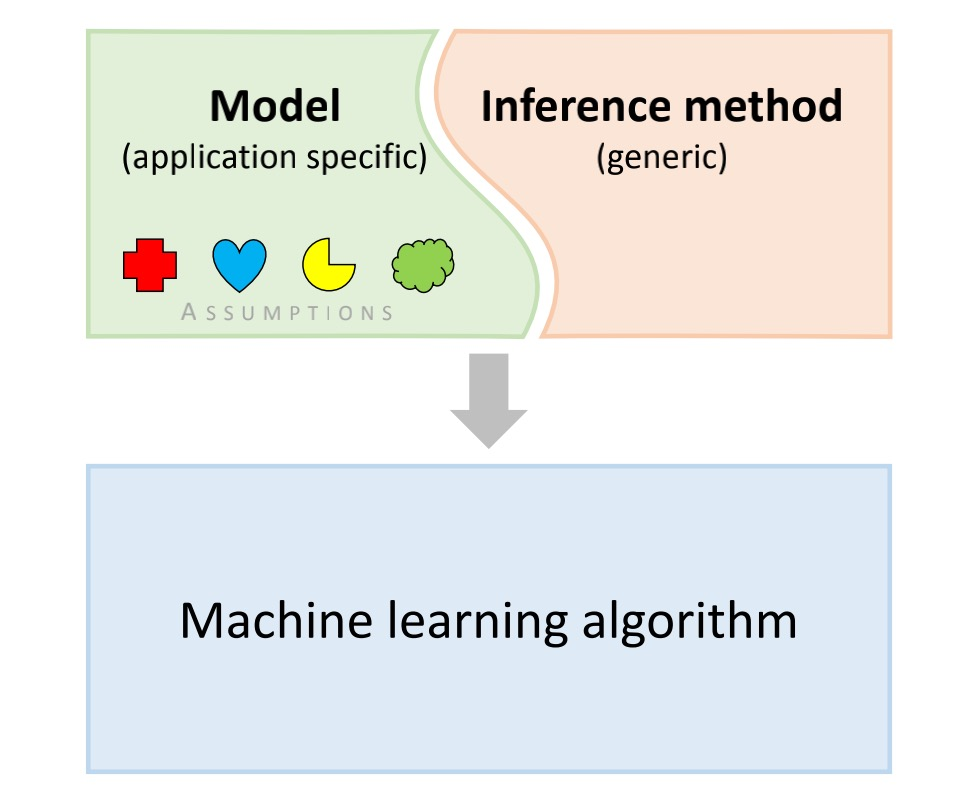 Model
(application specific)
Inference method
(generic)
ASSUMPTIONS
Machine learning algorithm